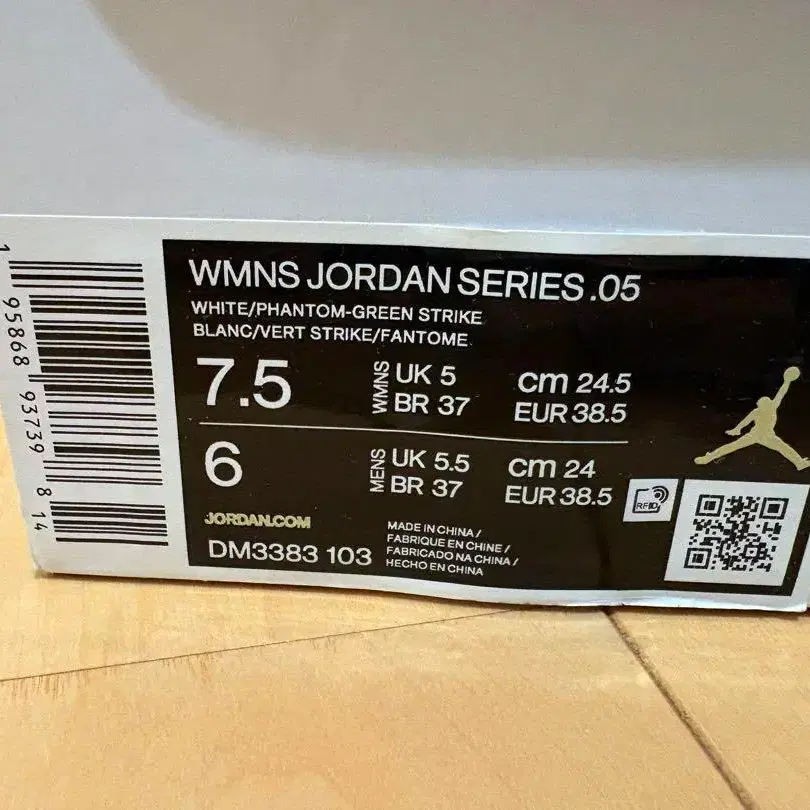 WMNS JORDAN SERIES .05
WHITE/PHANTOM-GREEN STRIKE
BLANC/VERT STRIKE/FANTOME
7.5 WMNS UK 5 cm 24.5
BR 37 EUR 38.5
6 MENS UK 5.5 cm 24
BR 37 EUR 38.5
JORDAN.COM
DM3383 103
MADE IN CHINA /
FABRIQUE EN CHINE /
FABRICADO NA CHINA /
HECHO EN CHINA
RFID
1 95868 93739 8 14